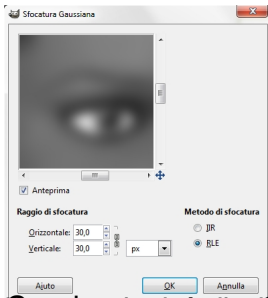 Sfocatura Gaussiana
Anteprima
Raggio di sfocatura
Metodo di sfocatura
Orizzontale: 30,0
Verticale: 30,0
px
IIR
RLE
Aiuto
OK
Annulla